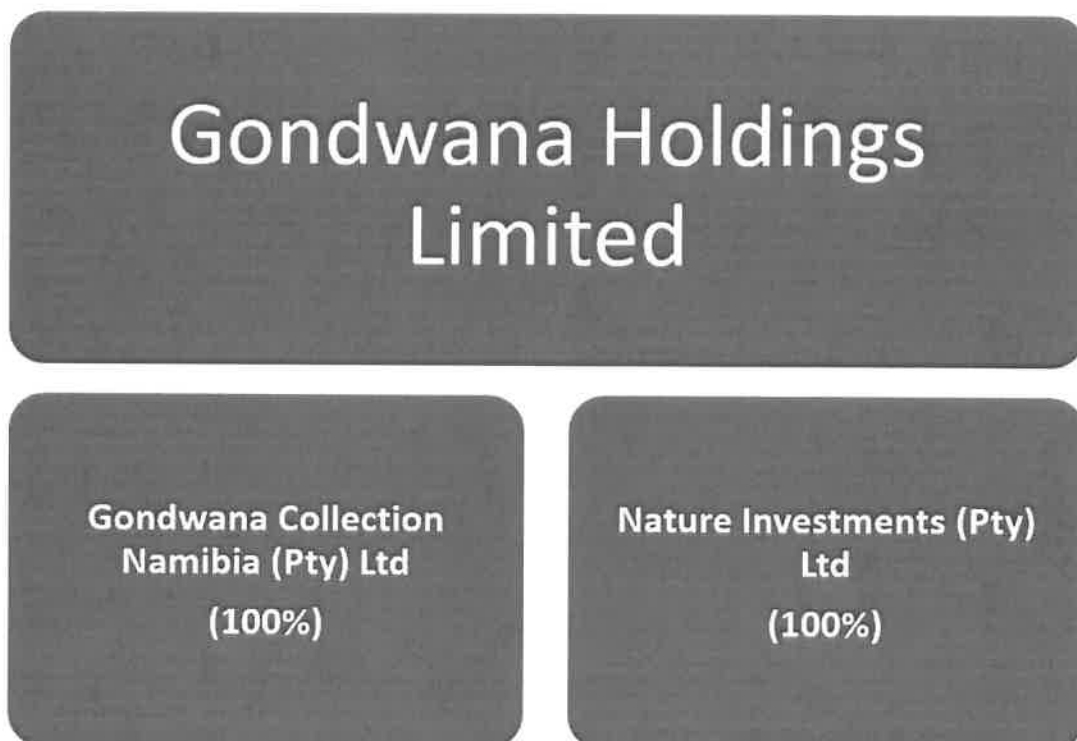 Gondwana Holdings
Limited
Gondwana Collection
Namibia (Pty) Ltd
(100%)
Nature Investments (Pty)
Ltd
(100%)